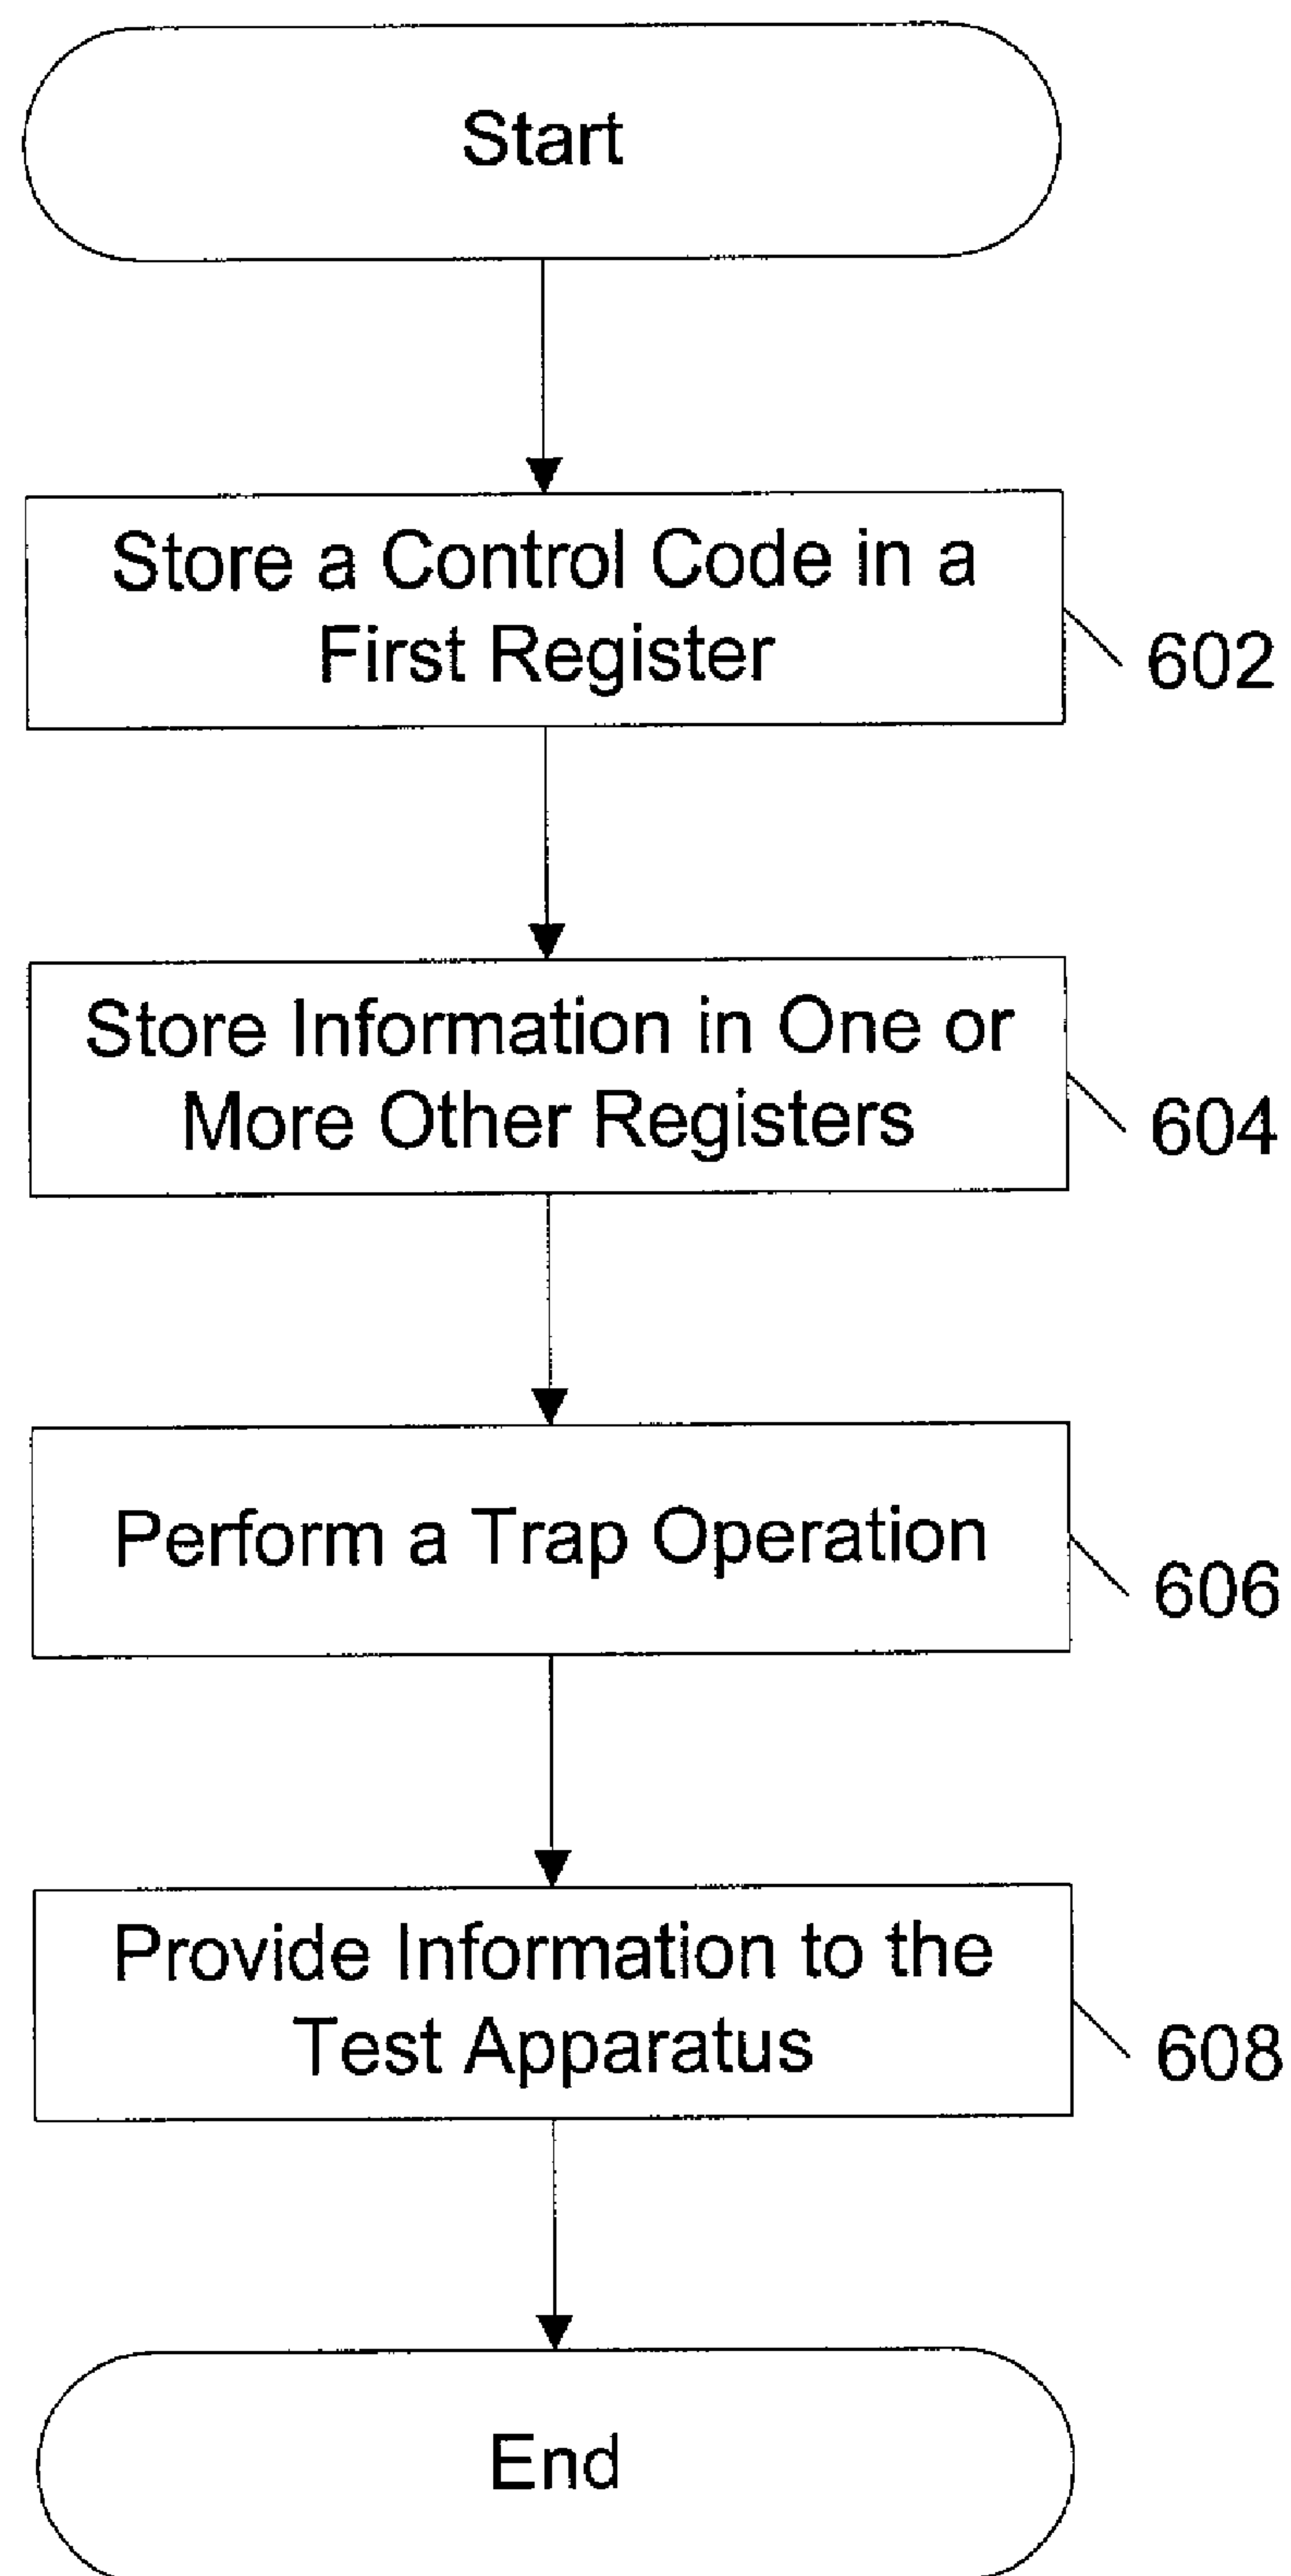 Start
Store a Control Code in a
First Register
602
Store Information in One or
More Other Registers
604
Perform a Trap Operation
606
Provide Information to the
Test Apparatus
608
End